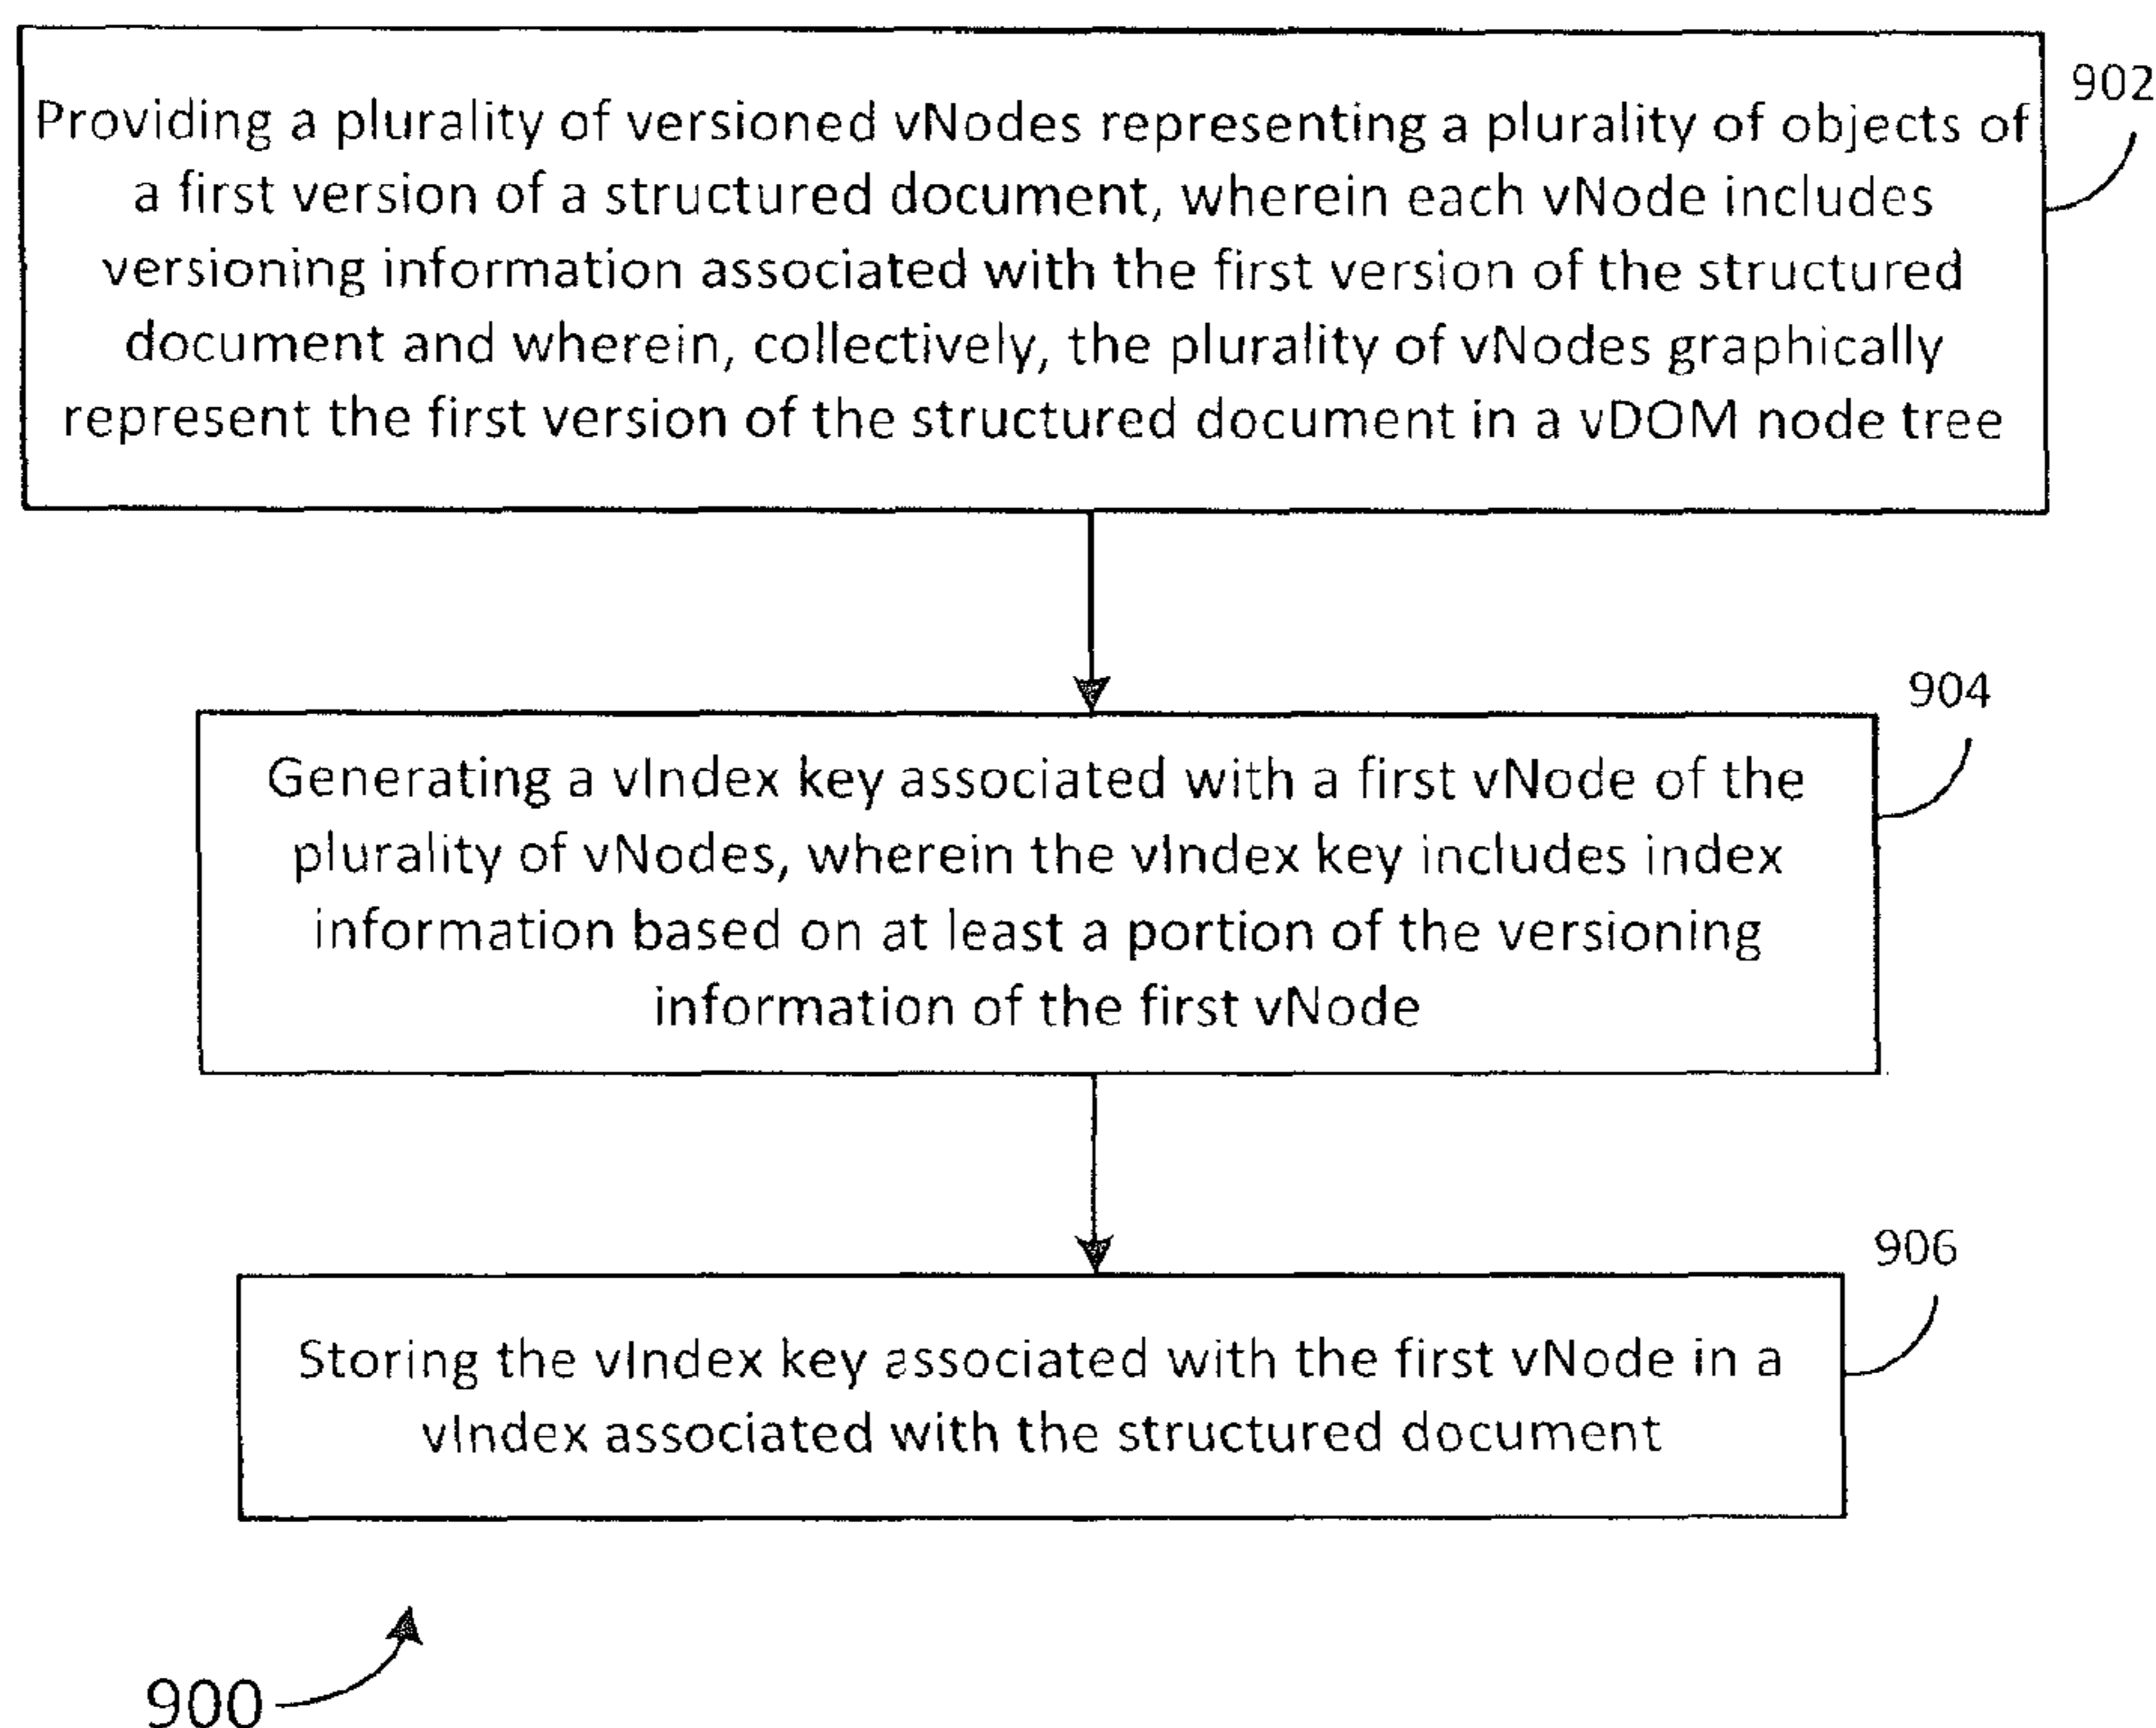 Providing a plurality of versioned vNodes representing a plurality of objects of
a first version of a structured document, wherein each vNode includes
versioning information associated with the first version of the structured
document and wherein, collectively, the plurality of vNodes graphically
represent the first version of the structured document in a vDOM node tree
902
Generating a vIndex key associated with a first vNode of the
plurality of vNodes, wherein the vIndex key includes index
information based on at least a portion of the versioning
information of the first vNode
904
Storing the vIndex key associated with the first vNode in a
vIndex associated with the structured document
906
900